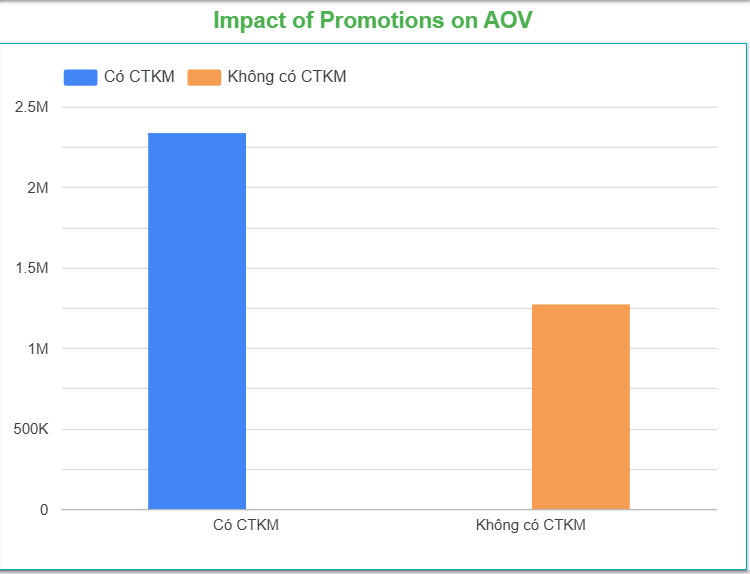 Impact of Promotions on AOV
Có CTKM Không có CTKM
2.5M
2M
1.5M
1M
500K
0
Có CTKM Không có CTKM